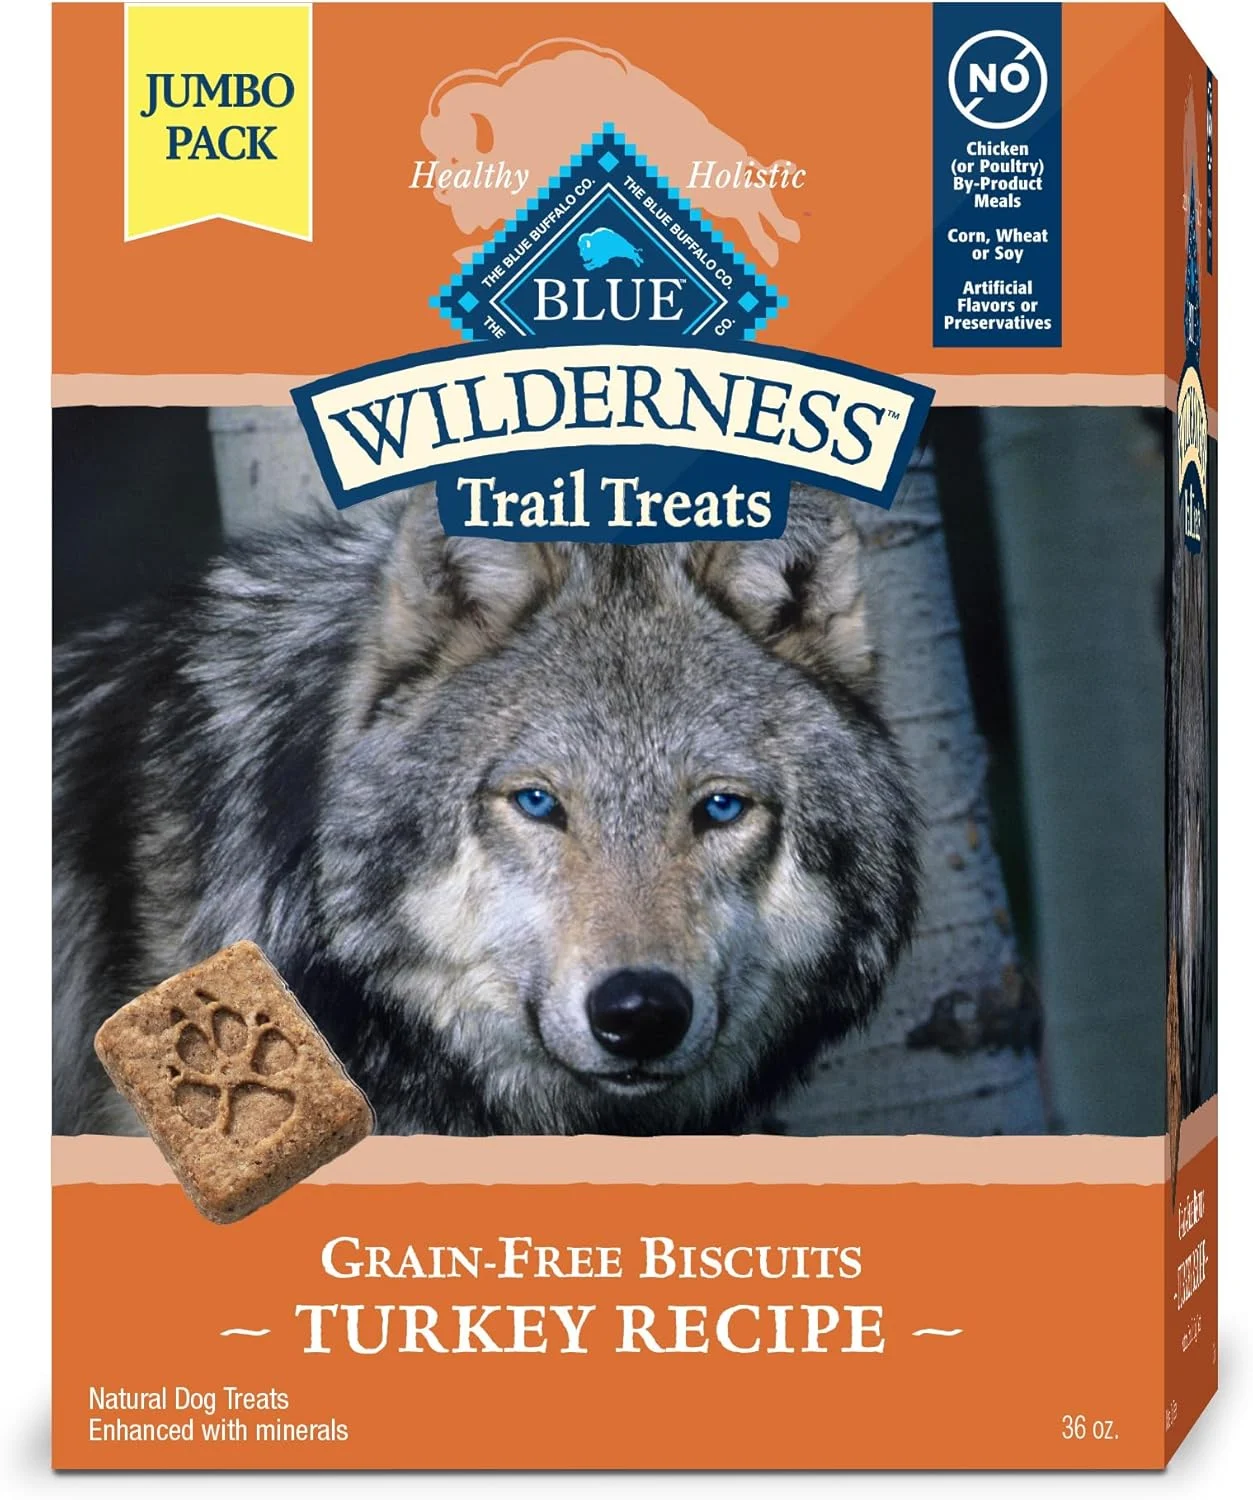 JUMBO
PACK
Healthy
Holistic
THE BLUE BUFFALO CO.
THE BLUE BUFFALO CO.
BLUE™
THE
CO.
WILDERNESS™
Trail Treats
NO
Chicken
(or Poultry)
By-Product
Meals
Corn, Wheat
or Soy
Artificial
Flavors or
Preservatives
GRAIN-FREE BISCUITS
~ TURKEY RECIPE ~
Natural Dog Treats
Enhanced with minerals
36 oz.